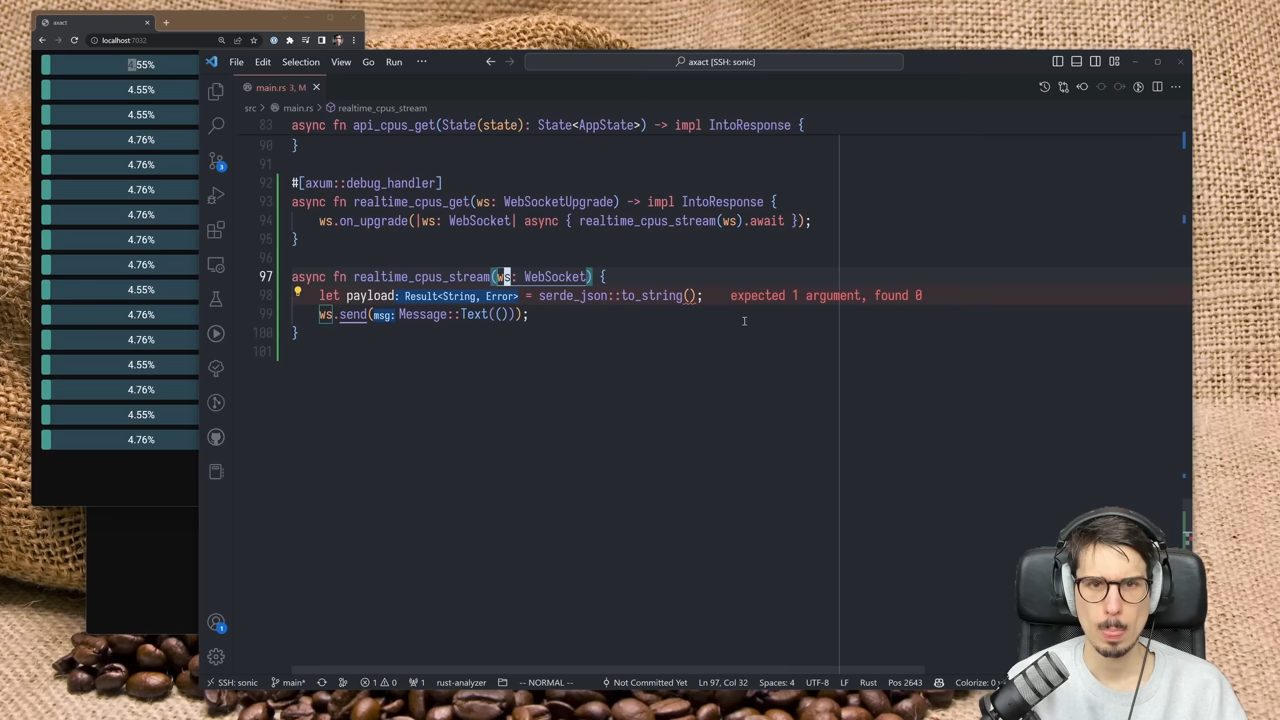 axact
localhost:7032
4.55%
4.55%
4.55%
4.76%
4.76%
4.76%
4.76%
4.76%
4.76%
4.76%
4.76%
4.76%
4.55%
4.76%
4.55%
4.76%
File Edit Selection View Go Run ···
axact [SSH: sonic]
main.rs 3, M
src > main.rs > realtime_cpus_stream
83 async fn api_cpus_get(State(state): State<AppState>) -> impl IntoResponse {
90 }
91
92 #[axum::debug_handler]
93 async fn realtime_cpus_get(ws: WebSocketUpgrade) -> impl IntoResponse {
94 ws.on_upgrade(|ws: WebSocket| async { realtime_cpus_stream(ws).await });
95 }
96
97 async fn realtime_cpus_stream(ws: WebSocket) {
98 let payload: Result<String, Error> = serde_json::to_string(); expected 1 argument, found 0
99 ws.send(msg: Message::Text(()));
100 }
101
3
1
SSH: sonic main* 1 0 1 rust-analyzer -- NORMAL -- Not Committed Yet Ln 97, Col 32 Spaces: 4 UTF-8 LF Rust Pos 2643 Colorize: 0